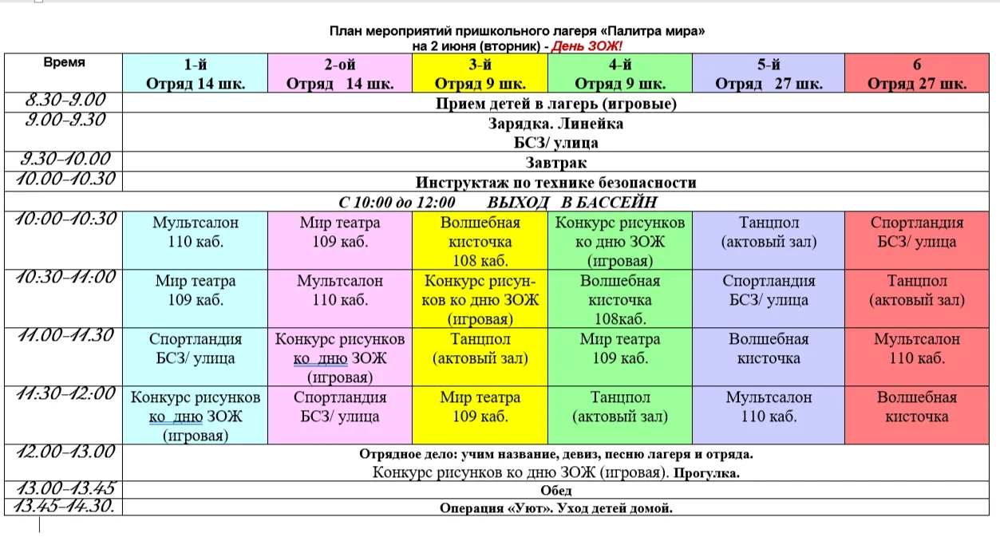 План мероприятий пришкольного лагеря «Палитра мира»
на 2 июня (вторник) - День ЗОЖ!
Время
1-й
Отряд 14 шк.
2-ой
Отряд 14 шк.
3-й
Отряд 9 шк.
4-й
Отряд 9 шк.
5-й
Отряд 27 шк.
6
Отряд 27 шк.
8.30-9.00
Прием детей в лагерь (игровые)
9.00-9.30
Зарядка. Линейка
БСЗ/ улица
9.30-10.00
Завтрак
10.00-10.30
Инструктаж по технике безопасности
С 10:00 до 12:00 ВЫХОД В БАССЕЙН
10:00-10:30
Мультсалон
110 каб.
Мир театра
109 каб.
Волшебная
кисточка
108 каб.
Конкурс рисунков
ко дню ЗОЖ
(игровая)
Танцпол
(актовый зал)
Спортландия
БСЗ/ улица
10:30-11:00
Мир театра
109 каб.
Мультсалон
110 каб.
Конкурс рисун-
ков ко дню ЗОЖ
(игровая)
Волшебная
кисточка
108каб.
Спортландия
БСЗ/ улица
Танцпол
(актовый зал)
11.00-11.30
Спортландия
БСЗ/ улица
Конкурс рисунков
ко дню ЗОЖ
(игровая)
Танцпол
(актовый зал)
Мир театра
109 каб.
Волшебная
кисточка
Мультсалон
110 каб.
11:30-12:00
Конкурс рисунков
ко дню ЗОЖ
(игровая)
Спортландия
БСЗ/ улица
Мир театра
109 каб.
Танцпол
(актовый зал)
Мультсалон
110 каб.
Волшебная
кисточка
12.00-13.00
Отрядное дело: учим название, девиз, песню лагеря и отряда.
Конкурс рисунков ко дню ЗОЖ (игровая). Прогулка.
13.00-13.45
Обед
13.45-14.30.
Операция «Уют». Уход детей домой.